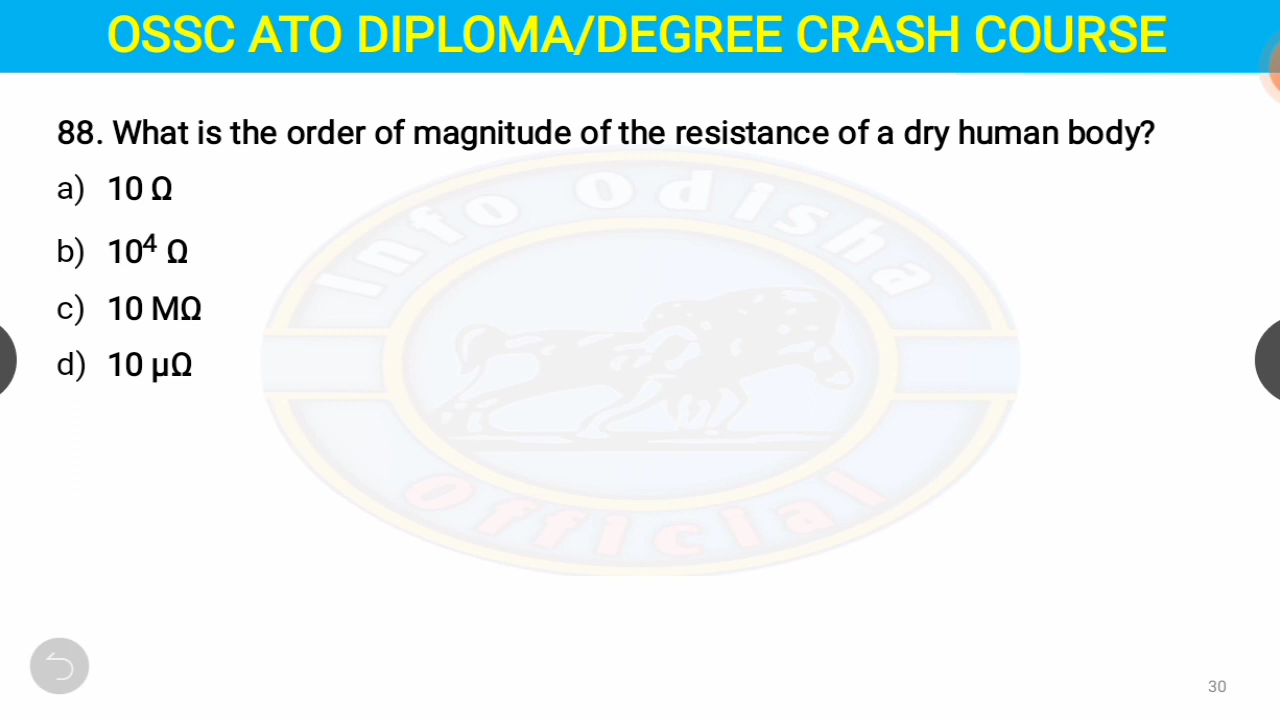 OSSC ATO DIPLOMA/DEGREE CRASH COURSE
88. What is the order of magnitude of the resistance of a dry human body?
a) 10 Ω
b) 10⁴ Ω
c) 10 MΩ
d) 10 µΩ
Info Odisha
Official
30